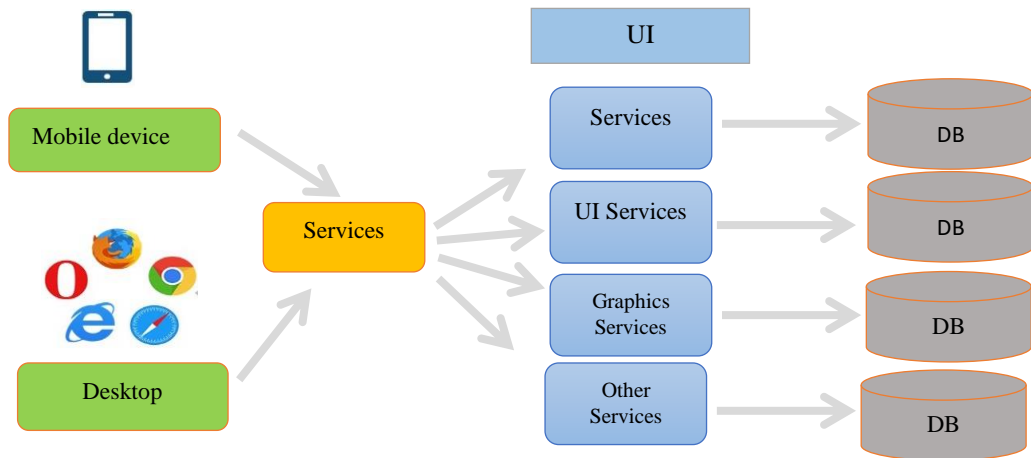 UI
Mobile device
Services
DB
Services
UI Services
DB
Graphics
Services
DB
Desktop
Other
Services
DB